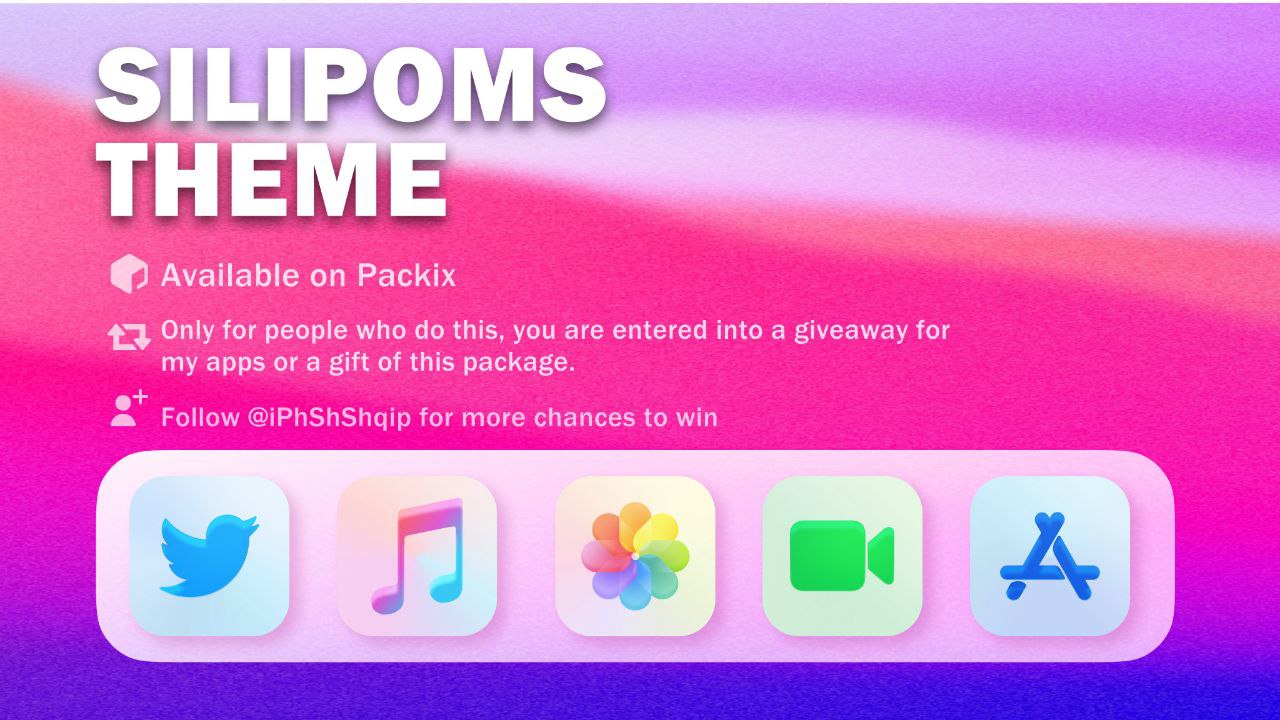 SILIPOMS
THEME
Available on Packix
Only for people who do this, you are entered into a giveaway for
my apps or a gift of this package.
Follow @iPhShShqip for more chances to win